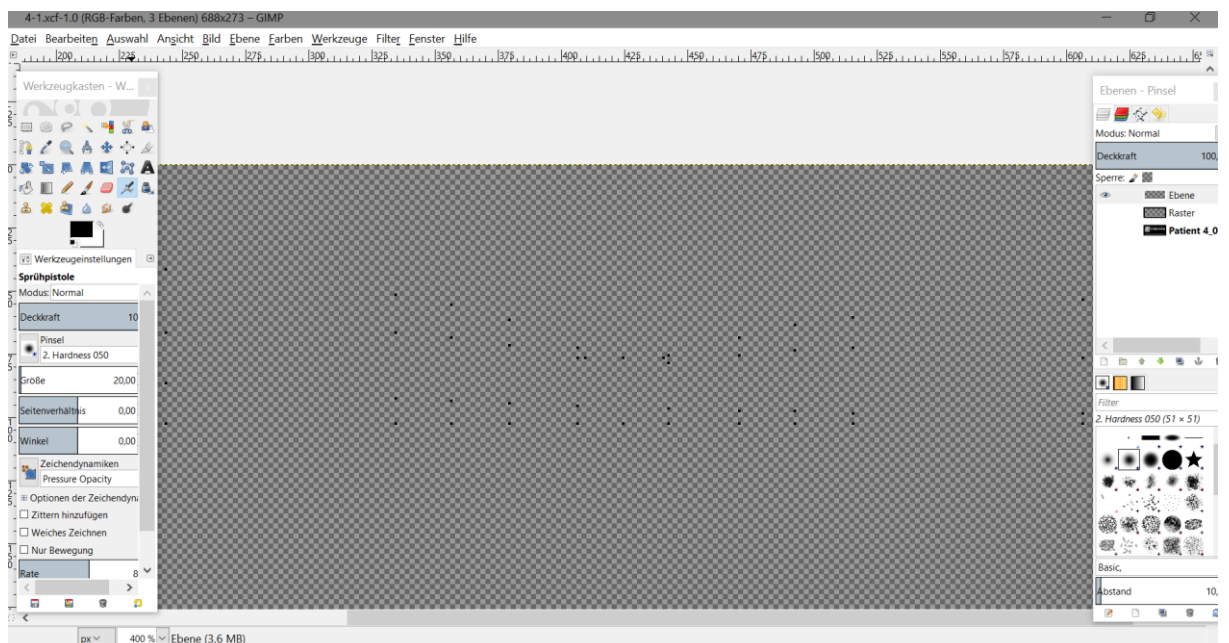 4-1.xcf-1.0 (RGB-Farben, 3 Ebenen) 688x273 – GIMP
Datei Bearbeiten Auswahl Ansicht Bild Ebene Farben Werkzeuge Filter Fenster Hilfe
200 225 250 275 300 325 350 375 400 425 450 475 500 525 550 575 600 625
Werkzeugkasten - W...
Werkzeugeinstellungen
Sprühpistole
Modus: Normal
Deckkraft 10
Pinsel
2. Hardness 050
Größe 20,00
Seitenverhältnis 0,00
Winkel 0,00
Zeichendynamiken
Pressure Opacity
Optionen der Zeichendyn
Zittern hinzufügen
Weiches Zeichnen
Nur Bewegung
Rate 8
Ebenen - Pinsel
Modus: Normal
Deckkraft 100,
Sperre:
Ebene
Raster
Patient 4_0
Filter
2. Hardness 050 (51 × 51)
Basic,
Abstand 10,
px 400 % Ebene (3,6 MB)